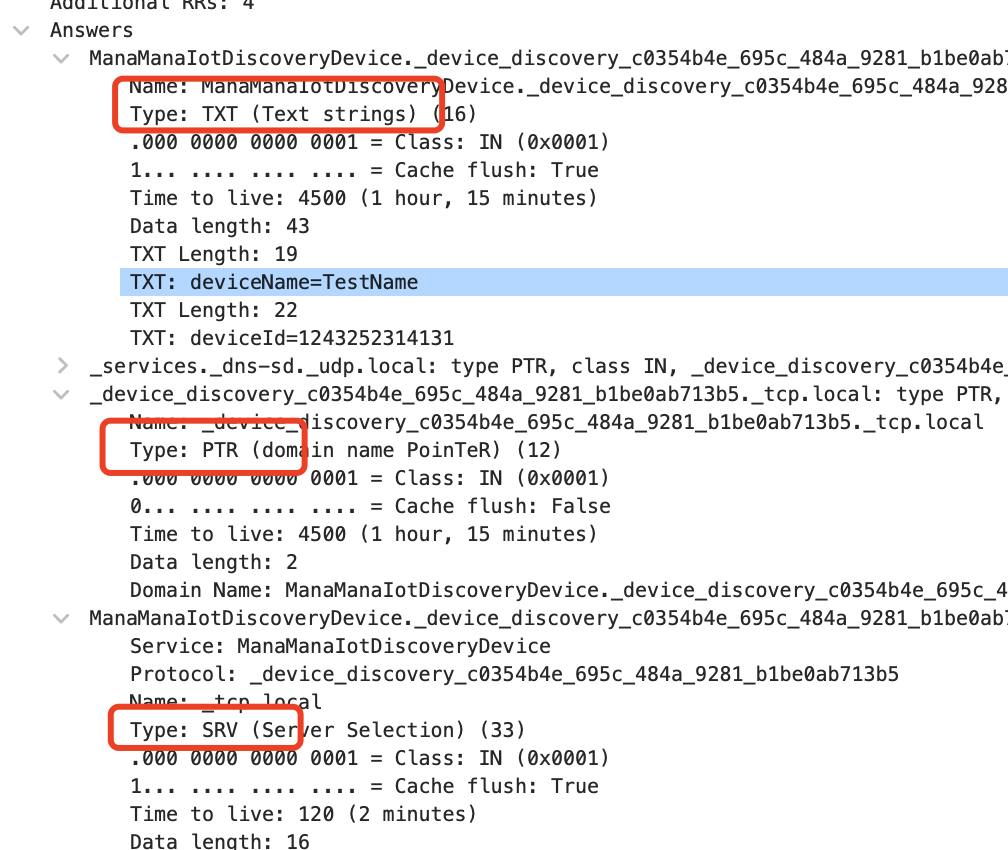 Additional RRs: 4
Answers
ManaManaIotDiscoveryDevice._device_discovery_c0354b4e_695c_484a_9281_b1be0ab7
Name: ManaManaIotDiscoveryDevice._device_discovery_c0354b4e_695c_484a_928
Type: TXT (Text strings) (16)
.000 0000 0000 0001 = Class: IN (0x0001)
1... .... .... .... = Cache flush: True
Time to live: 4500 (1 hour, 15 minutes)
Data length: 43
TXT Length: 19
TXT: deviceName=TestName
TXT Length: 22
TXT: deviceId=1243252314131
_services._dns-sd._udp.local: type PTR, class IN, _device_discovery_c0354b4e_
_device_discovery_c0354b4e_695c_484a_9281_b1be0ab713b5._tcp.local: type PTR,
Name: _device_discovery_c0354b4e_695c_484a_9281_b1be0ab713b5._tcp.local
Type: PTR (domain name PoinTeR) (12)
.000 0000 0000 0001 = Class: IN (0x0001)
0... .... .... .... = Cache flush: False
Time to live: 4500 (1 hour, 15 minutes)
Data length: 2
Domain Name: ManaManaIotDiscoveryDevice._device_discovery_c0354b4e_695c_4
ManaManaIotDiscoveryDevice._device_discovery_c0354b4e_695c_484a_9281_b1be0ab7
Service: ManaManaIotDiscoveryDevice
Protocol: _device_discovery_c0354b4e_695c_484a_9281_b1be0ab713b5
Name: _tcp.local
Type: SRV (Server Selection) (33)
.000 0000 0000 0001 = Class: IN (0x0001)
1... .... .... .... = Cache flush: True
Time to live: 120 (2 minutes)
Data length: 16